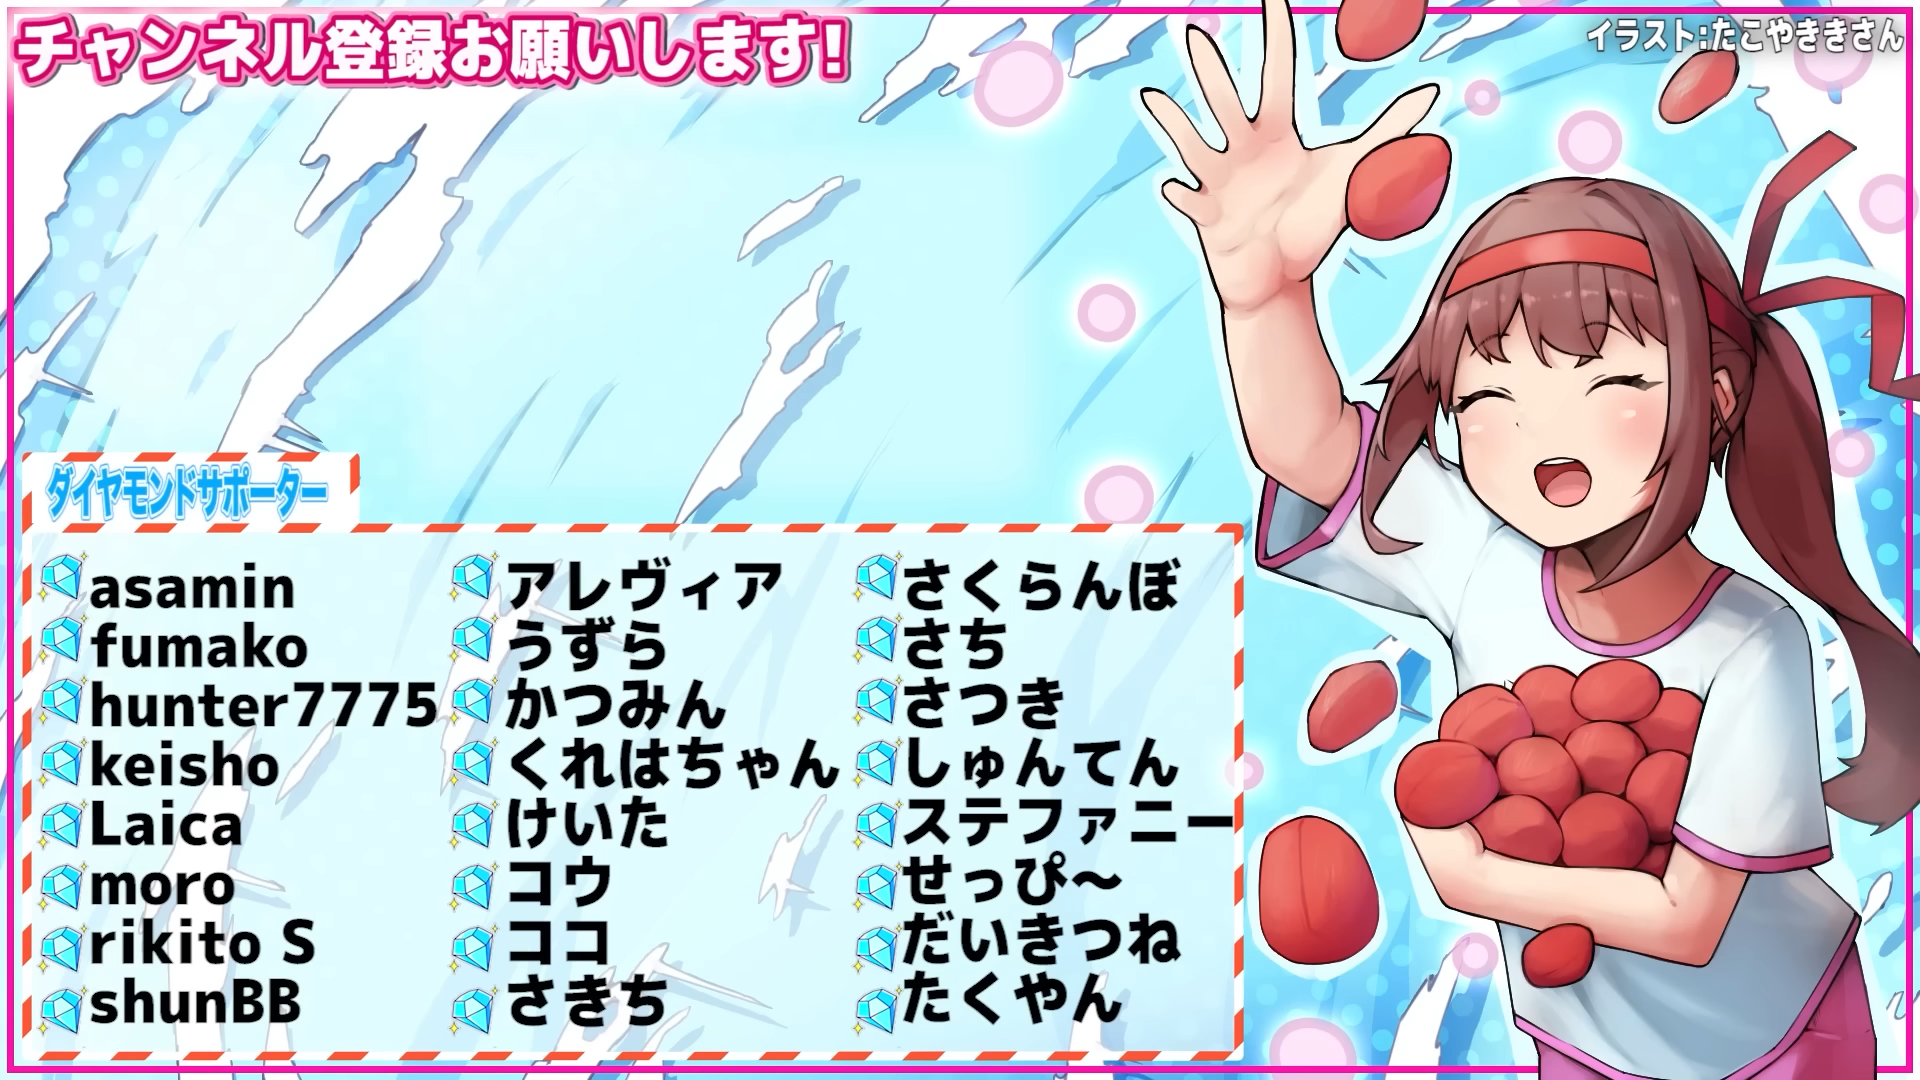 チャンネル登録お願いします!
イラスト:たこやききさん
ダイヤモンドサポーター
asamin
fumako
hunter7775
keisho
Laica
moro
rikito S
shunBB
アレヴィア
うずら
かつみん
くれはちゃん
けいた
コウ
ココ
さきち
さくらんぼ
さち
さつき
しゅんてん
ステファニー
せっぴ～
だいきつね
たくやん